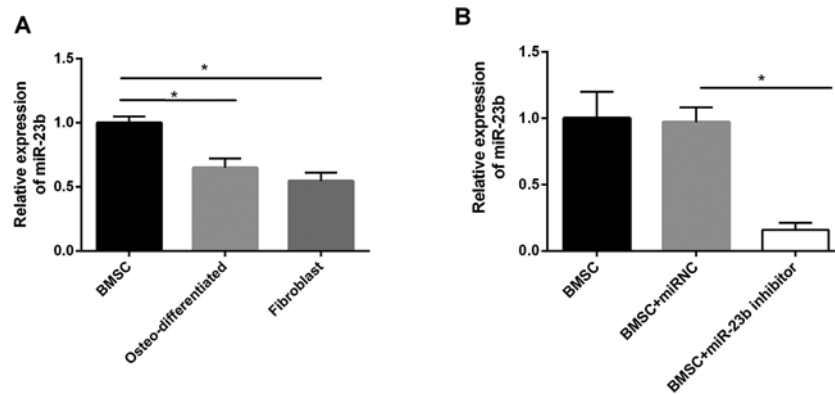 A
Relative expression
of miR-23b
1.5
1.0
0.5
0.0
*
*
BMSC
Osteo-differentiated
Fibroblast
B
Relative expression
of miR-23b
1.5
1.0
0.5
0.0
*
BMSC
BMSC+miRNC
BMSC+miR-23b inhibitor